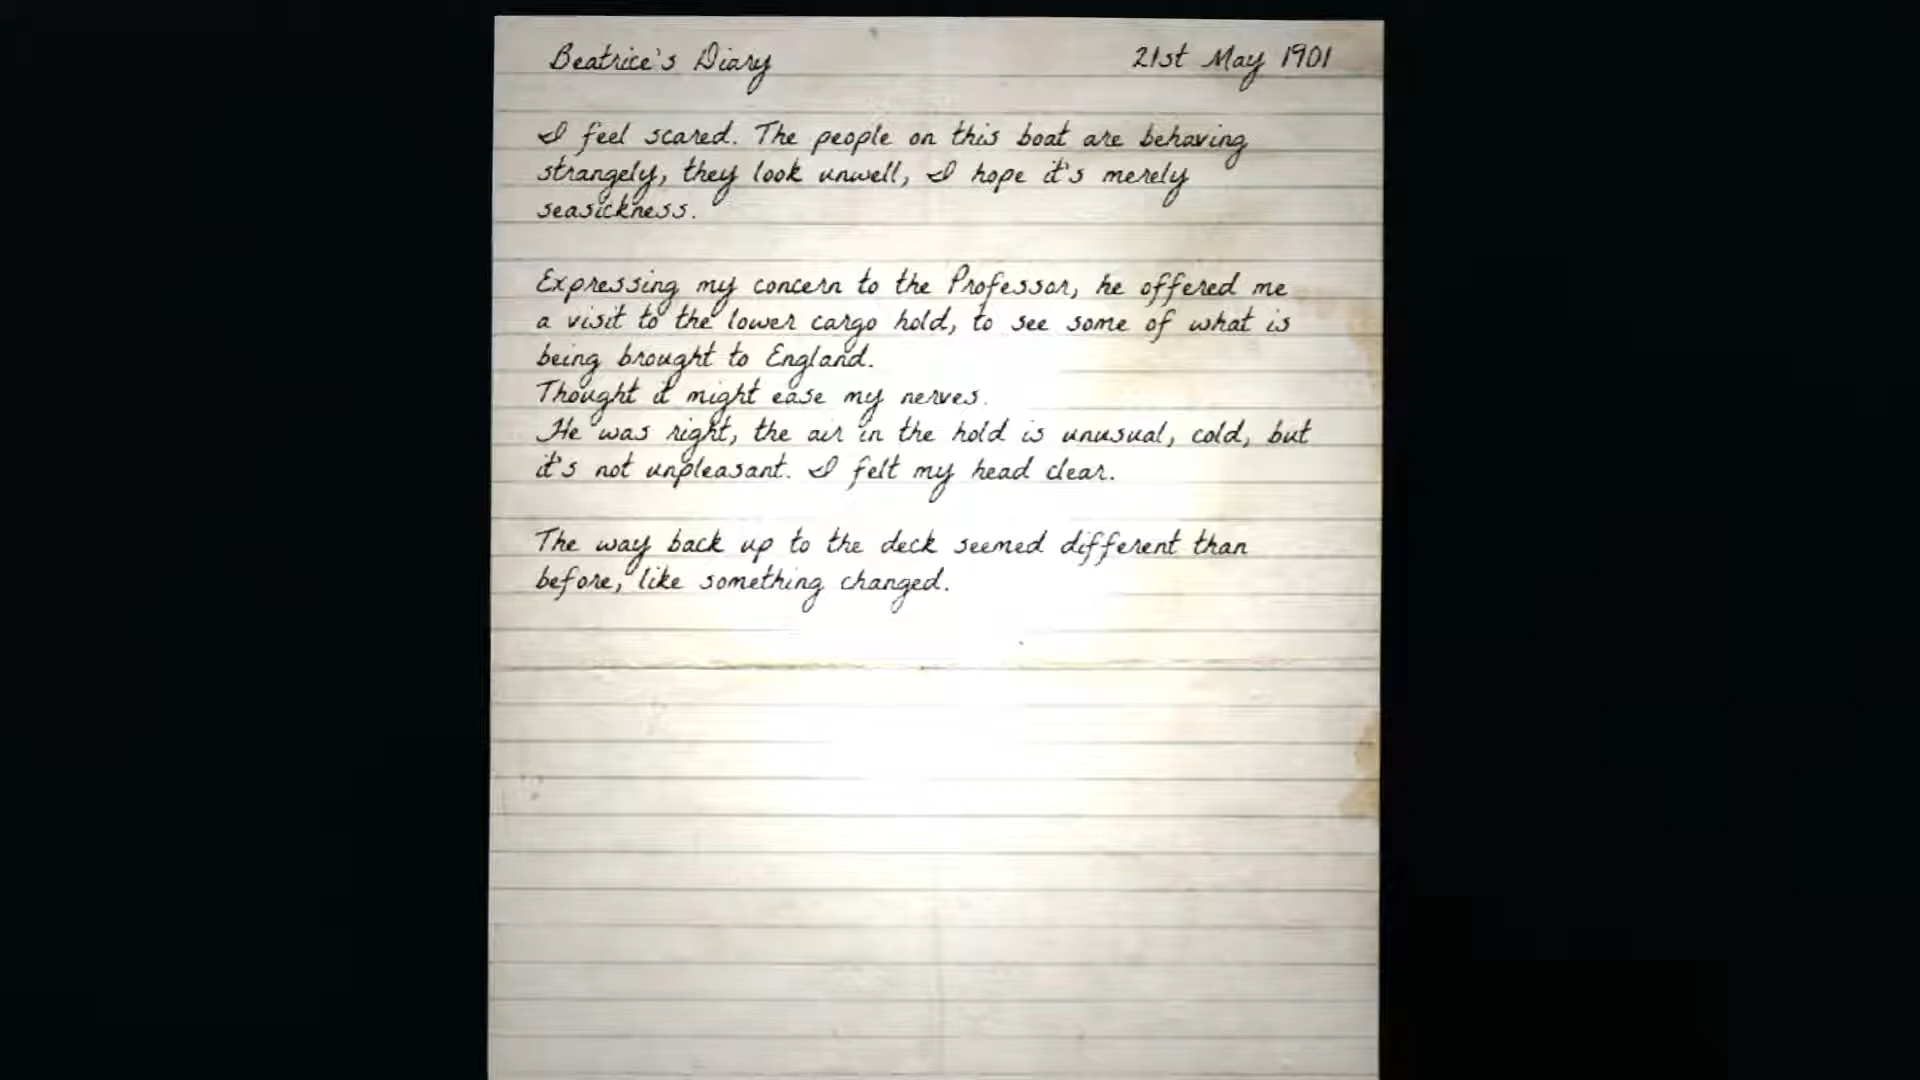 Beatrice's Diary 21st May 1901
I feel scared. The people on this boat are behaving
strangely, they look unwell, I hope it's merely
seasickness.
Expressing my concern to the Professor, he offered me
a visit to the lower cargo hold, to see some of what is
being brought to England.
Thought it might ease my nerves.
He was right, the air in the hold is unusual, cold, but
it's not unpleasant. I felt my head clear.
The way back up to the deck seemed different than
before, like something changed.